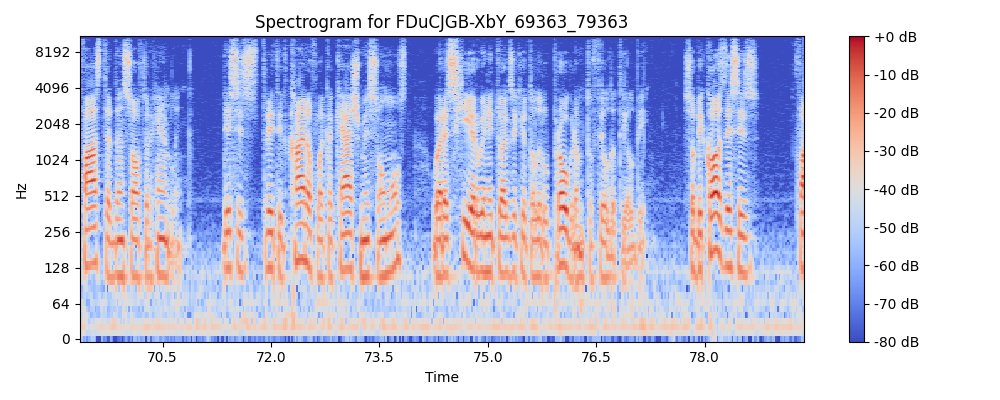 Spectrogram for FDuCJGB-XbY_69363_79363
Hz
8192
4096
2048
1024
512
256
128
64
0
70.5 72.0 73.5 75.0 76.5 78.0
Time
+0 dB
-10 dB
-20 dB
-30 dB
-40 dB
-50 dB
-60 dB
-70 dB
-80 dB